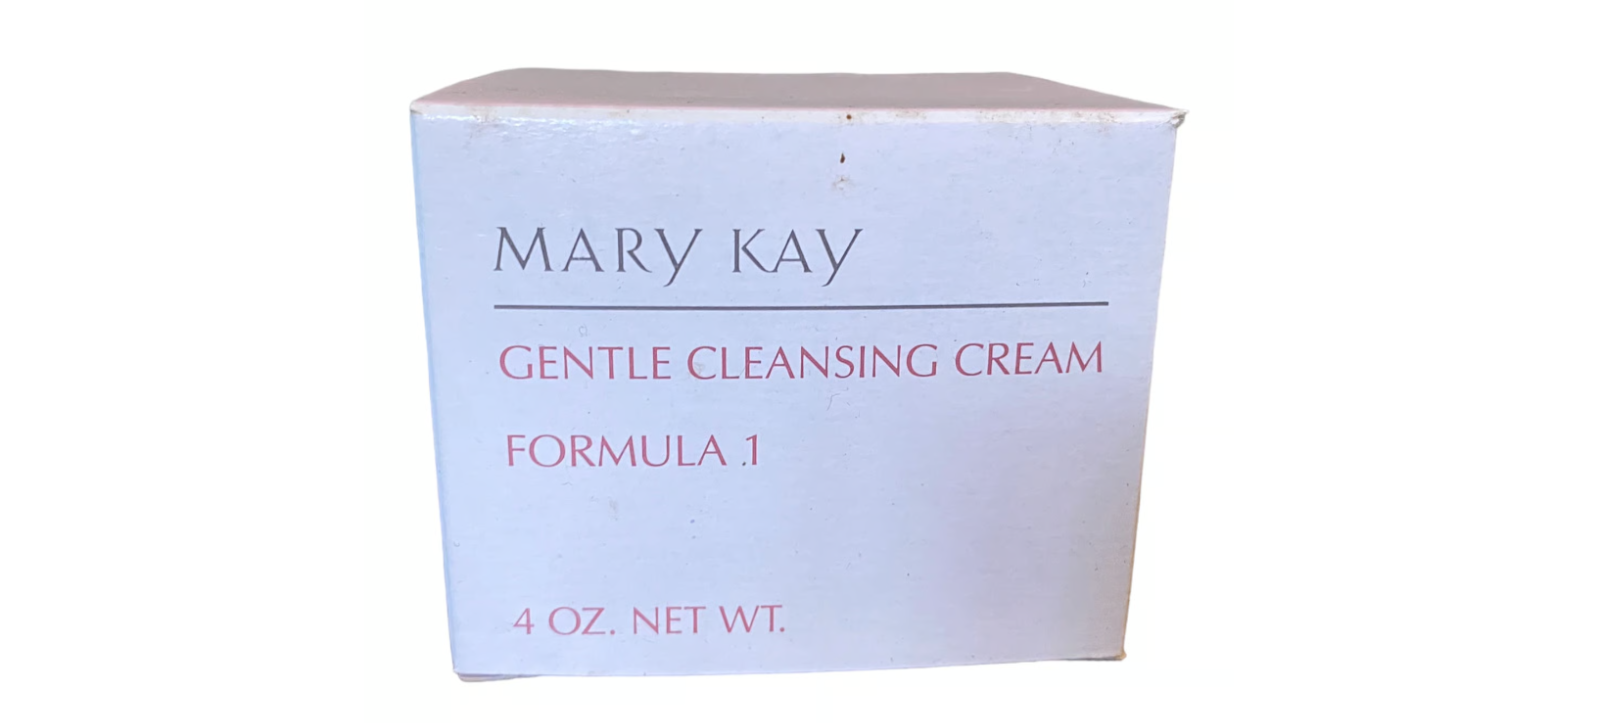 MARY KAY
GENTLE CLEANSING CREAM
FORMULA 1
4 OZ. NET WT.